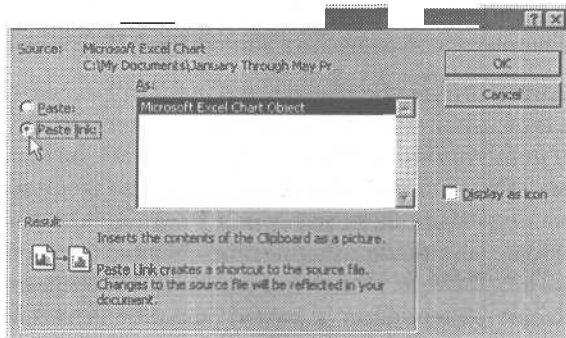 Source: Microsoft Excel Chart
C:\My Documents\January Through May Pr...
As:
Paste:
Paste link:
Microsoft Excel Chart Object
OK
Cancel
Display as icon
Result
Inserts the contents of the Clipboard as a picture.
Paste Link creates a shortcut to the source file.
Changes to the source file will be reflected in your
document.